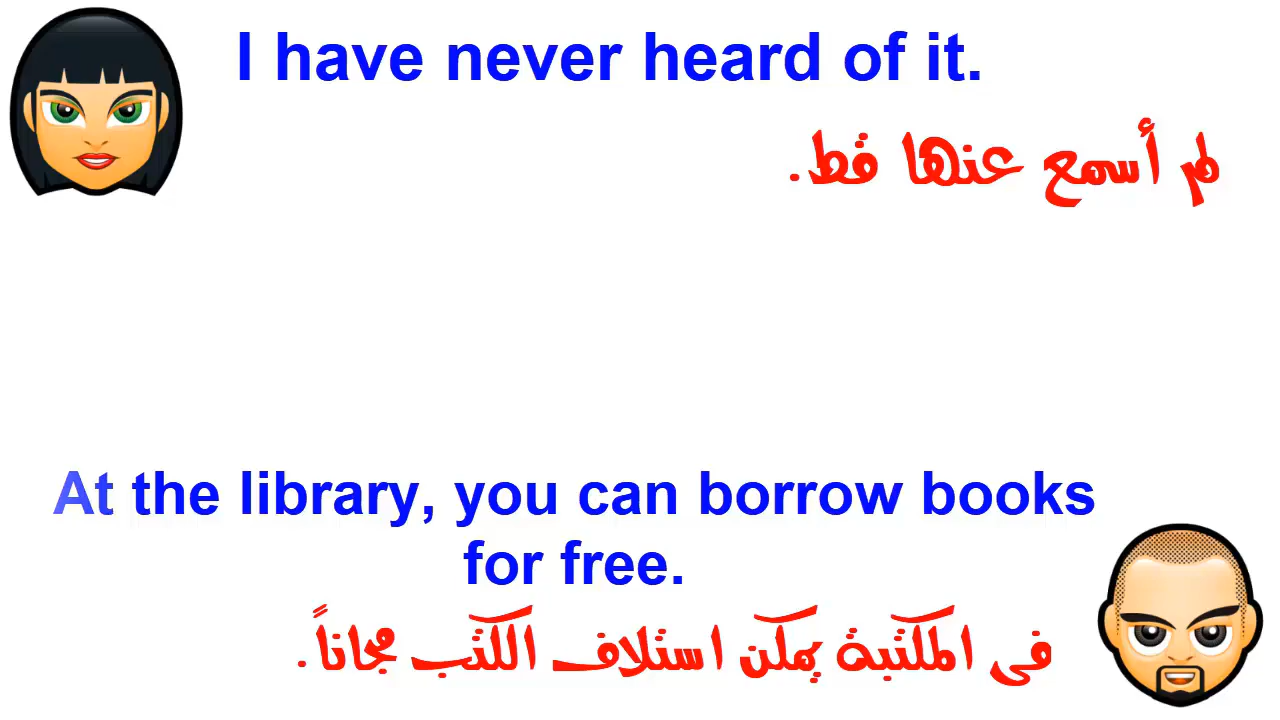 I have never heard of it.
لم أسمع عنها قط.
At the library, you can borrow books
for free.
فى المكتبة يمكن استلاف الكتب مجاناً.